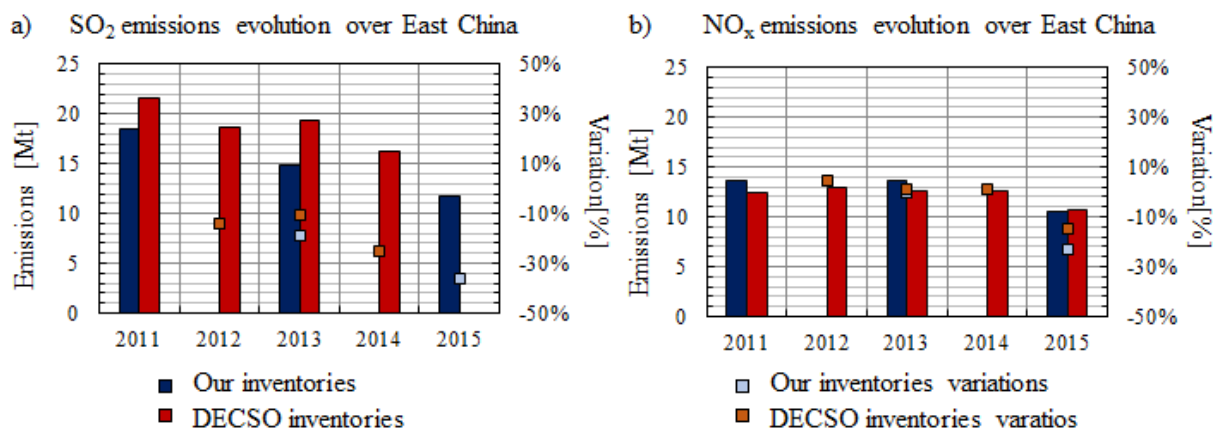 a) SO2 emissions evolution over East China
25
20
15
10
5
0
Emissions [Mt]
50%
30%
10%
-10%
-30%
-50%
Variation[%]
2011 2012 2013 2014 2015
b) NOx emissions evolution over East China
25
20
15
10
5
0
Emissions [Mt]
50%
30%
10%
-10%
-30%
-50%
Variation[%]
2011 2012 2013 2014 2015
Our inventories
DECSO inventories
Our inventories variations
DECSO inventories varatios